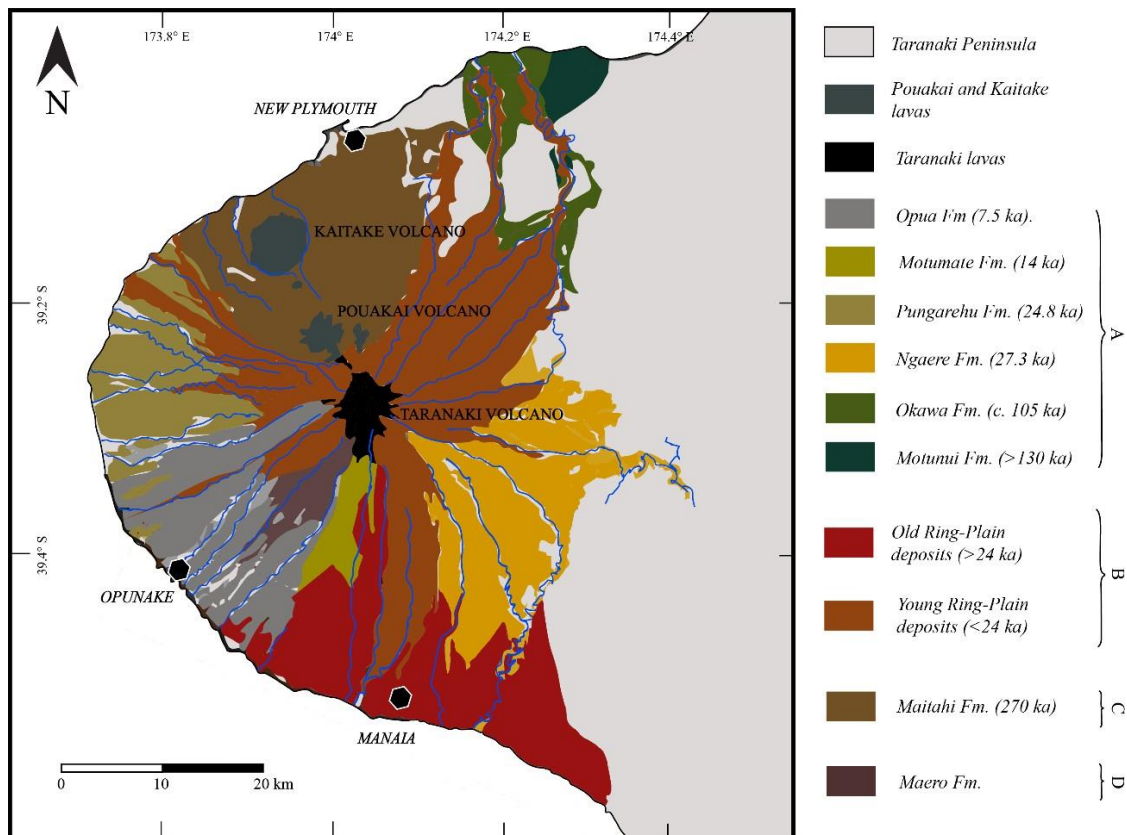 173.8° E
174° E
174.2° E
174.4° E
N
NEW PLYMOUTH
KAITAKE VOLCANO
39.2° S
POUAKAI VOLCANO
TARANAKI VOLCANO
39.4° S
OPUNAKE
MANAIA
0 10 20 km
Taranaki Peninsula
Pouakai and Kaitake
lavas
Taranaki lavas
Opua Fm (7.5 ka).
Motumate Fm. (14 ka)
Pungarehu Fm. (24.8 ka)
Ngaere Fm. (27.3 ka)
Okawa Fm. (c. 105 ka)
Motunui Fm. (>130 ka)
A
Old Ring-Plain
deposits (>24 ka)
Young Ring-Plain
deposits (<24 ka)
B
Maitahi Fm. (270 ka)
C
Maero Fm.
D